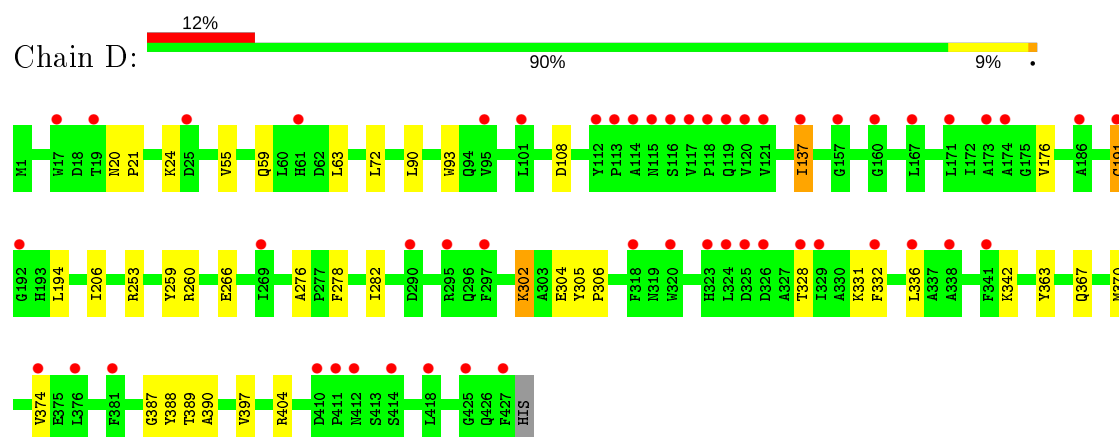 12%
Chain D:
90% 9% •
M1 W17 D18 T19 N20 P21 K24 D25 V55 Q59 L60 H61 D62 L63 L72 L90 W93 Q94 V95 L101 D108 Y112 P113 A114 N115 S116 V117 P118 Q119 V120 V121 I137 G157 G160 L167 L171 I172 A173 A174 G175 V176 A186 G191
G192 H193 L194 I206 R253 Y259 R260 E266 I269 A276 P277 F278 I282 D290 R295 Q296 F297 K302 A303 E304 Y305 P306 F318 N319 W320 H323 L324 D325 D326 A327 T328 I329 A330 K331 F332 L336 A337 A338 F341 K342 Y363 Q367 M370
V374 E375 L376 F381 G387 Y388 T389 A390 V397 R404 D410 P411 N412 S413 S414 L418 G425 Q426 F427 HIS